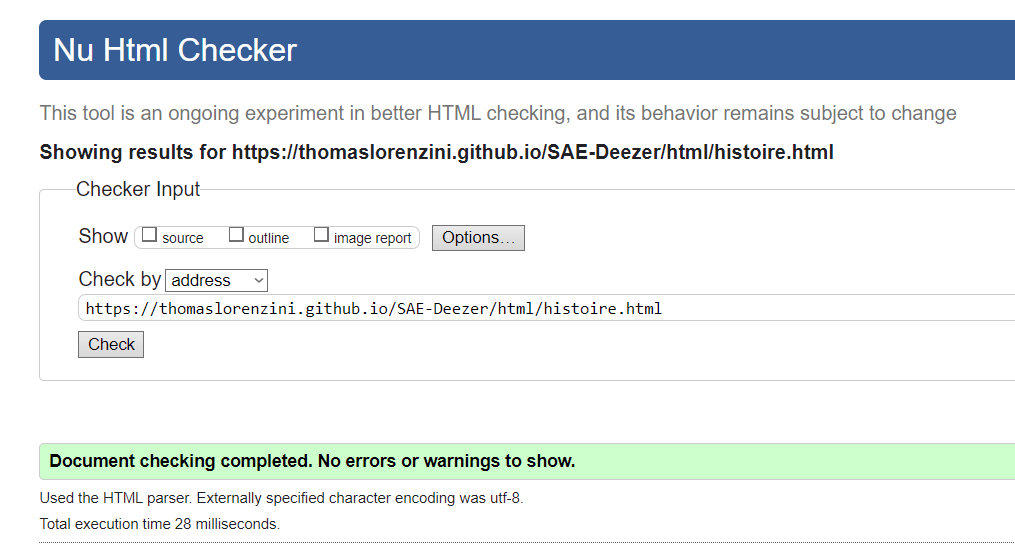 Nu Html Checker
This tool is an ongoing experiment in better HTML checking, and its behavior remains subject to change
Showing results for https://thomaslorenzini.github.io/SAE-Deezer/html/histoire.html
Checker Input
Show source outline image report Options...
Check by address
https://thomaslorenzini.github.io/SAE-Deezer/html/histoire.html
Check
Document checking completed. No errors or warnings to show.
Used the HTML parser. Externally specified character encoding was utf-8.
Total execution time 28 milliseconds.